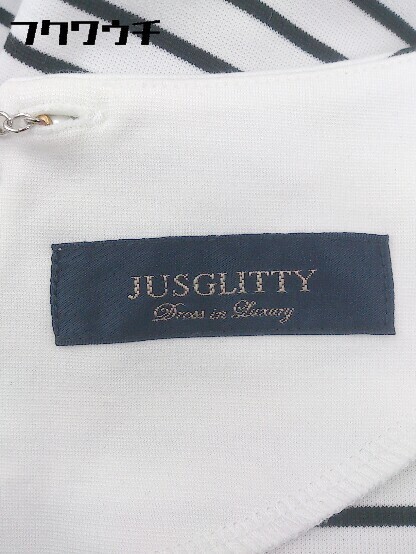 フクワウチ
JUSGLITTY
Dress in Luxury